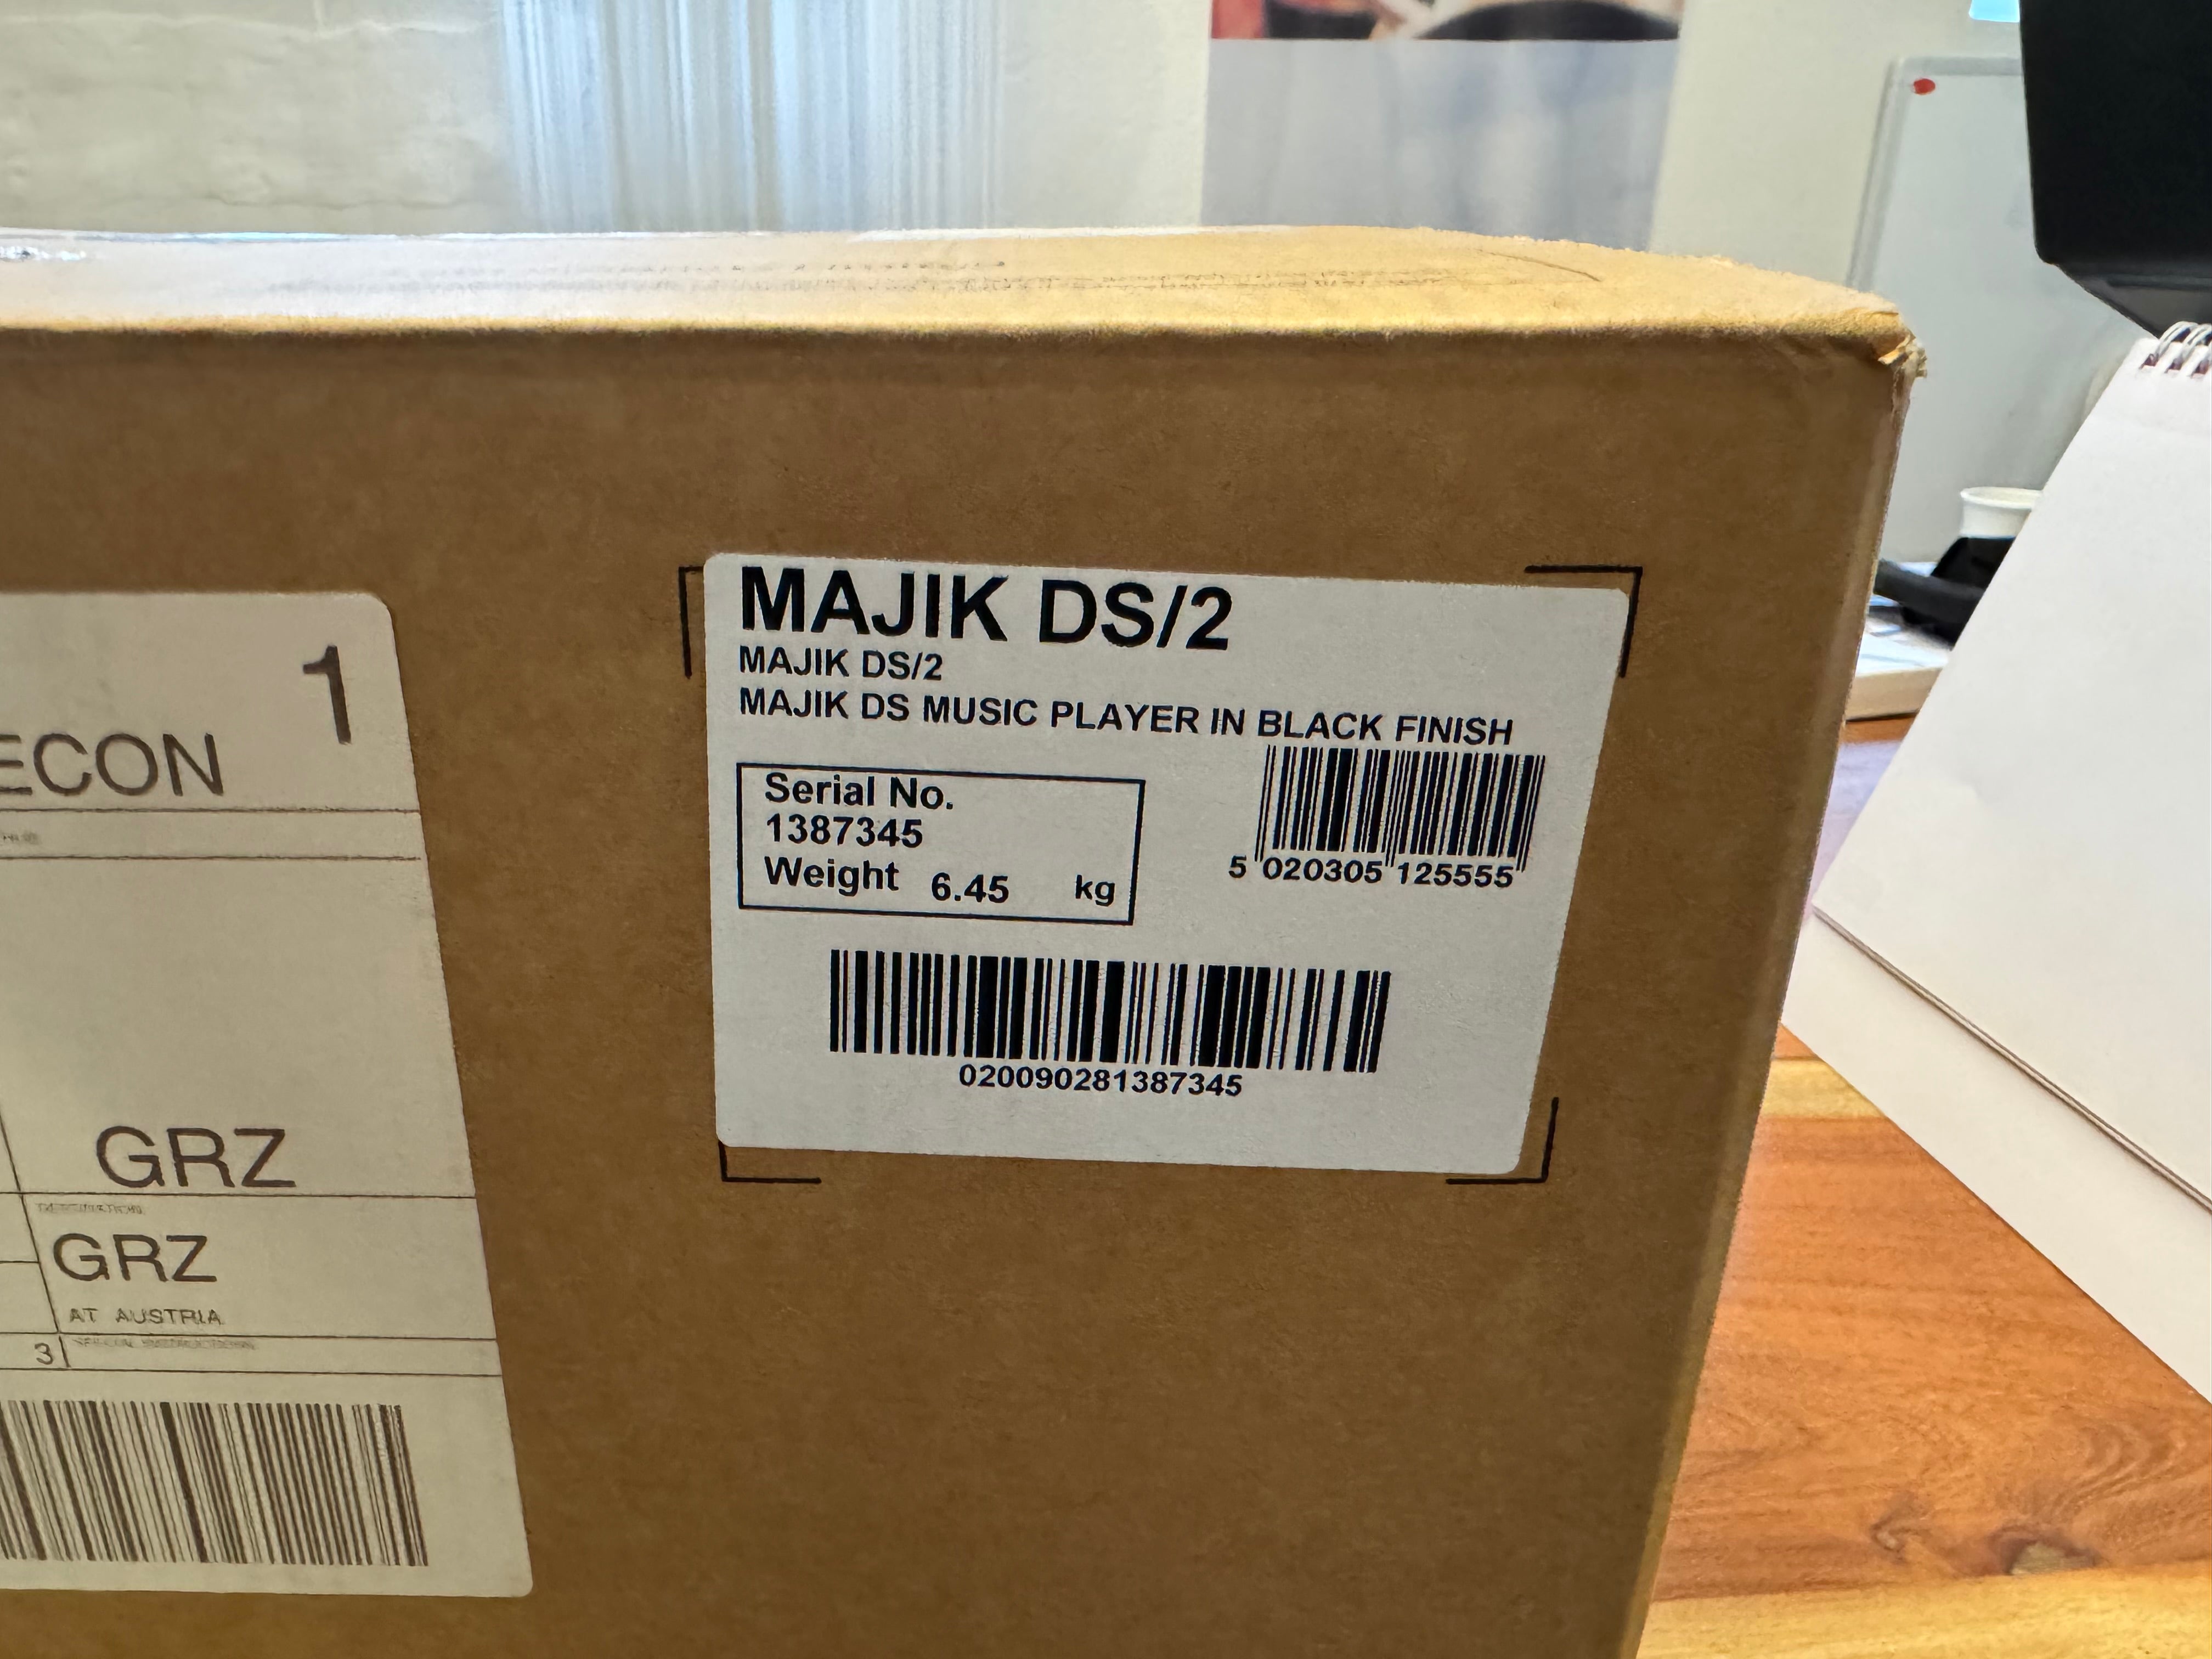 1
ECON
GRZ
GRZ
AT AUSTRIA
3
MAJIK DS/2
MAJIK DS/2
MAJIK DS MUSIC PLAYER IN BLACK FINISH
Serial No.
1387345
Weight 6.45 kg
5 020305 125555
020090281387345